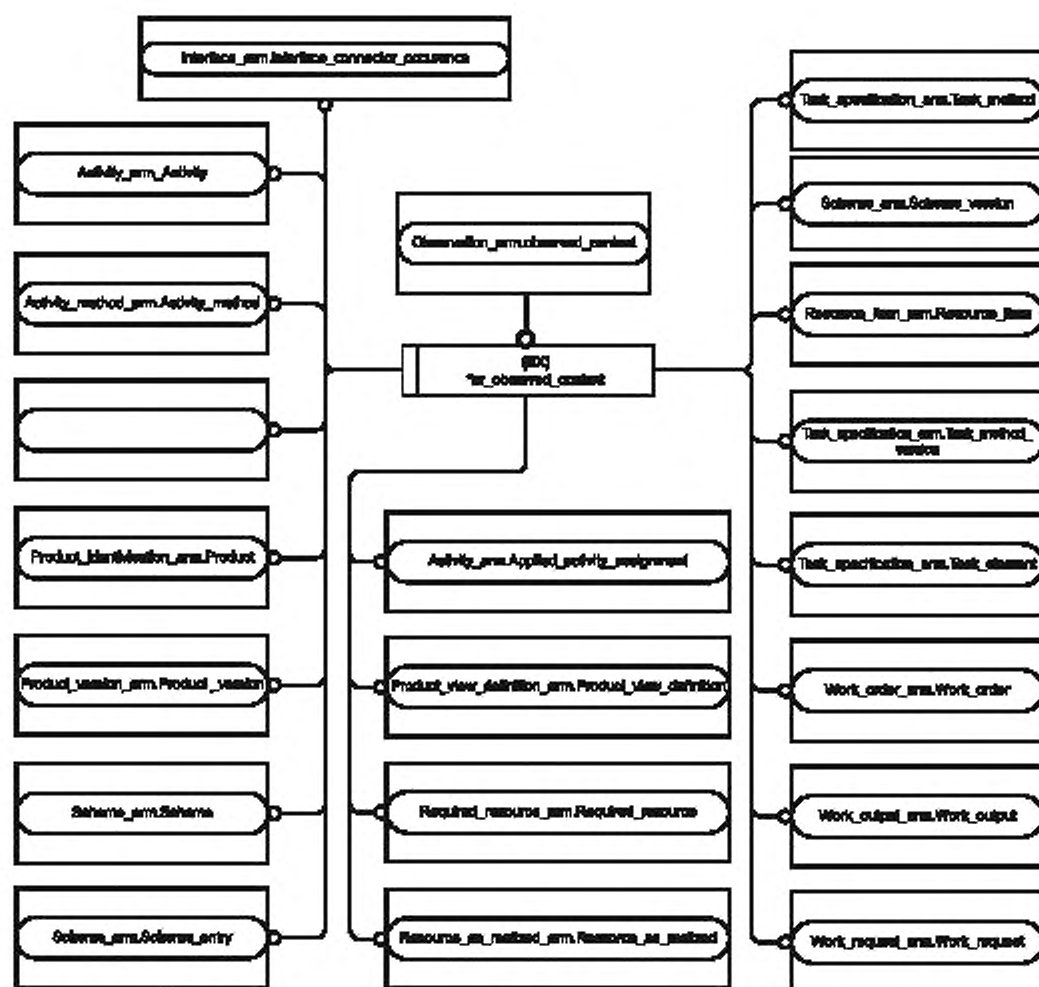 Interface_arm.Interface_connector_occurence
Task_specification_arm.Task_method
Activity_arm.Activity
Scheme_arm.Scheme_version
Observation_arm.observed_context
Activity_method_arm.Activity_method
Resource_item_arm.Resource_item
Task_specification_arm.Task_method_
version
Product_identification_arm.Product
Activity_arm.Applied_activity_assignment
Task_specification_arm.Task_element
Product_version_arm.Product_version
Product_view_definition_arm.Product_view_definition
Work_order_arm.Work_order
Scheme_arm.Scheme
Required_resource_arm.Required_resource
Work_output_arm.Work_output
Scheme_arm.Scheme_entry
Resource_as_realized_arm.Resource_as_realized
Work_request_arm.Work_request